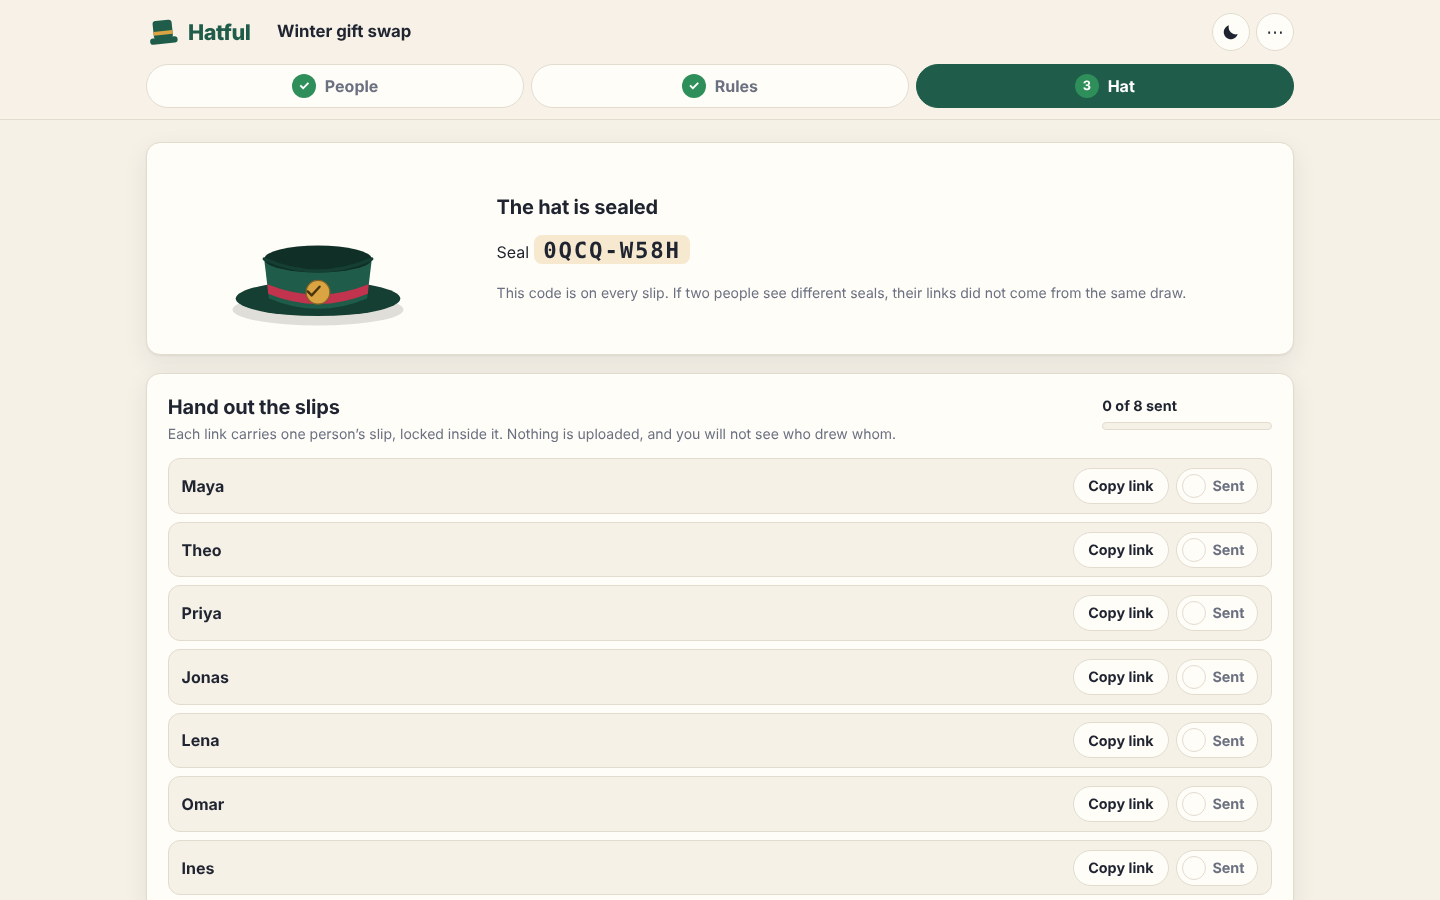 Hatful
Winter gift swap
People
Rules
3 Hat
The hat is sealed
Seal 0QCQ-W58H
This code is on every slip. If two people see different seals, their links did not come from the same draw.
Hand out the slips
0 of 8 sent
Each link carries one person’s slip, locked inside it. Nothing is uploaded, and you will not see who drew whom.
Maya Copy link Sent
Theo Copy link Sent
Priya Copy link Sent
Jonas Copy link Sent
Lena Copy link Sent
Omar Copy link Sent
Ines Copy link Sent